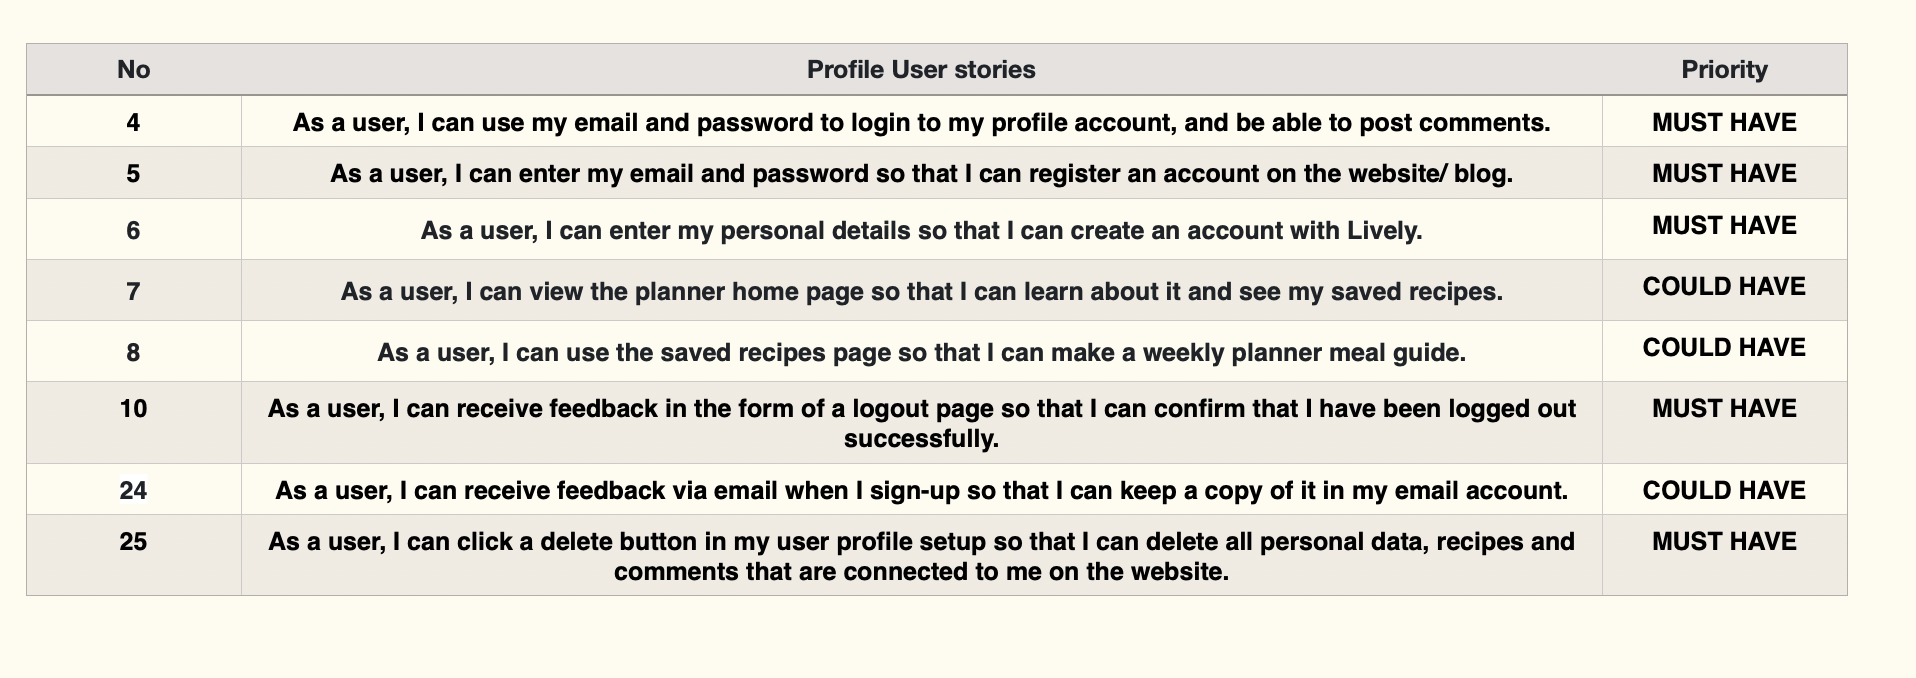 No Profile User stories Priority
4 As a user, I can use my email and password to login to my profile account, and be able to post comments. MUST HAVE
5 As a user, I can enter my email and password so that I can register an account on the website/ blog. MUST HAVE
6 As a user, I can enter my personal details so that I can create an account with Lively. MUST HAVE
7 As a user, I can view the planner home page so that I can learn about it and see my saved recipes. COULD HAVE
8 As a user, I can use the saved recipes page so that I can make a weekly planner meal guide. COULD HAVE
10 As a user, I can receive feedback in the form of a logout page so that I can confirm that I have been logged out MUST HAVE
successfully.
24 As a user, I can receive feedback via email when I sign-up so that I can keep a copy of it in my email account. COULD HAVE
25 As a user, I can click a delete button in my user profile setup so that I can delete all personal data, recipes and MUST HAVE
comments that are connected to me on the website.